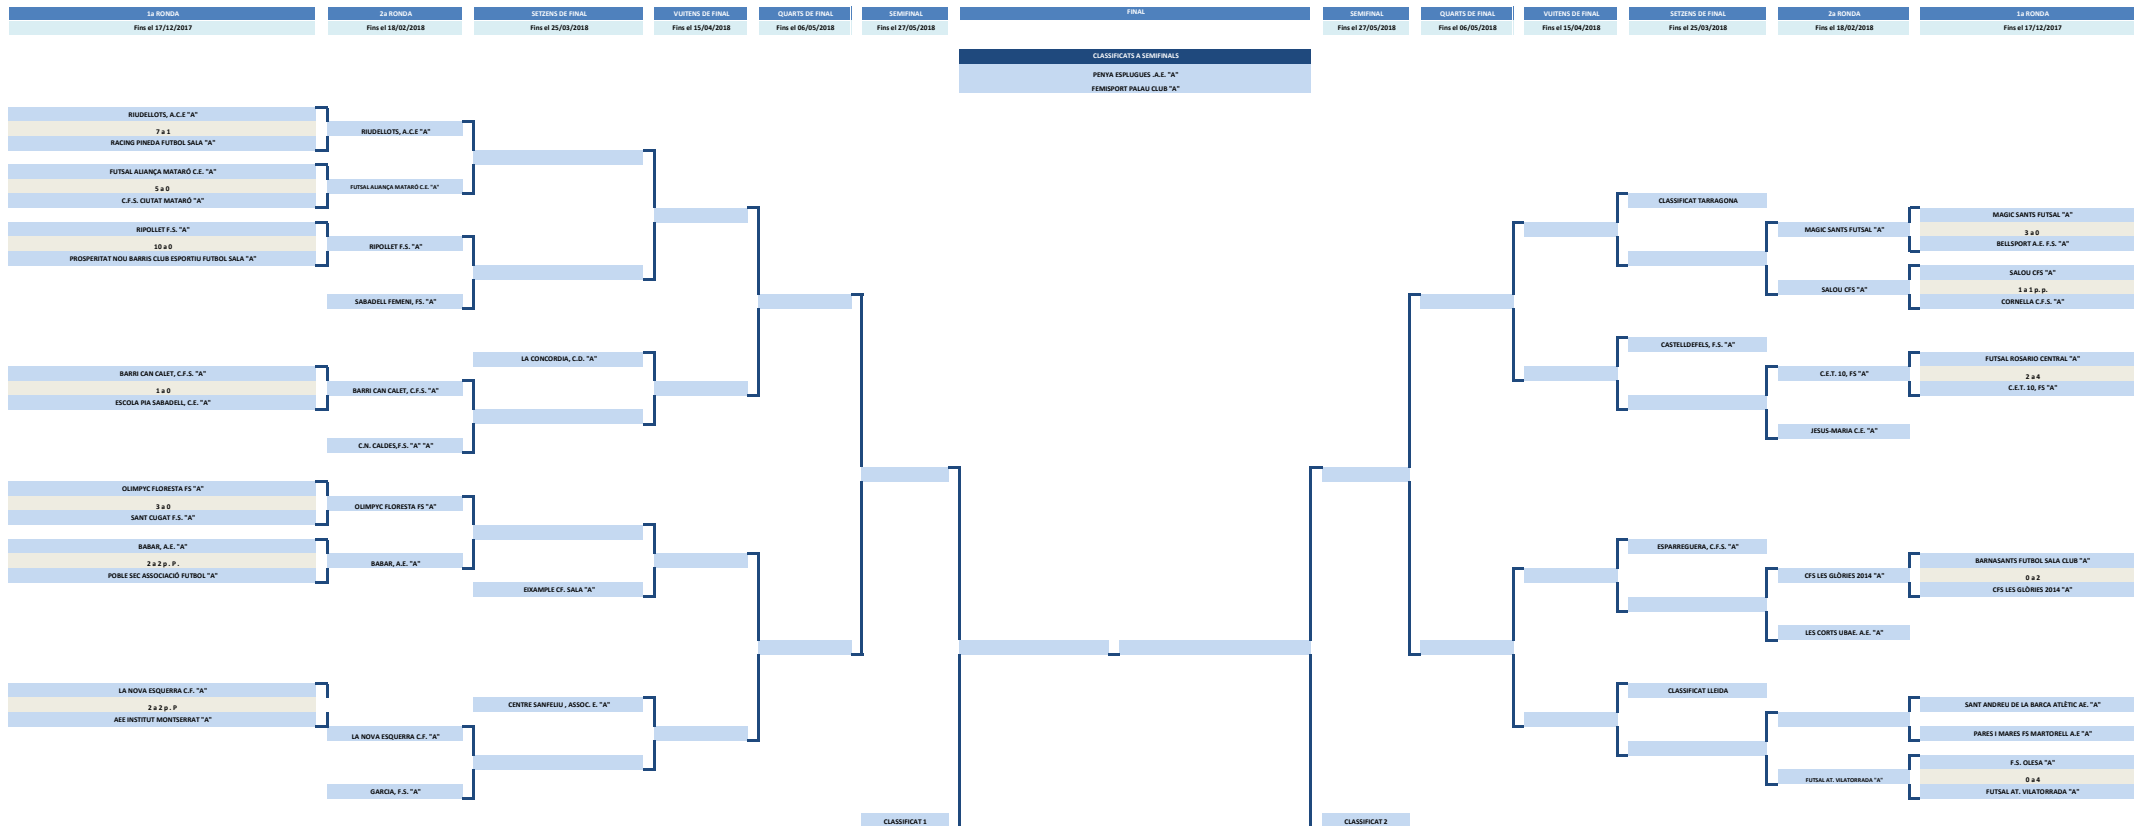 1a RONDA
2a RONDA
SETZENS DE FINAL
VUITENS DE FINAL
QUARTS DE FINAL
SEMIFINAL
FINAL
SEMIFINAL
QUARTS DE FINAL
VUITENS DE FINAL
SETZENS DE FINAL
2a RONDA
1a RONDA
Fins el 17/12/2017
Fins el 18/02/2018
Fins el 25/03/2018
Fins el 15/04/2018
Fins el 06/05/2018
Fins el 27/05/2018
Fins el 27/05/2018
Fins el 06/05/2018
Fins el 15/04/2018
Fins el 25/03/2018
Fins el 18/02/2018
Fins el 17/12/2017
CLASSIFICATS A SEMIFINALS
PENYA ESPLUGUES .A.E. "A"
FEMISPORT PALAU CLUB "A"
RIUDELLOTS, A.C.E "A"
7 a 1
RACING PINEDA FUTBOL SALA "A"
FUTSAL ALIANÇA MATARÓ C.E. "A"
5 a 0
C.F.S. CIUTAT MATARÓ "A"
RIPOLLET F.S. "A"
10 a 0
PROSPERITAT NOU BARRIS CLUB ESPORTIU FUTBOL SALA "A"
BARRI CAN CALET, C.F.S. "A"
1 a 0
ESCOLA PIA SABADELL, C.E. "A"
OLIMPYC FLORESTA FS "A"
3 a 0
SANT CUGAT F.S. "A"
BABAR, A.E. "A"
2 a 2 p . P .
POBLE SEC ASSOCIACIÓ FUTBOL "A"
LA NOVA ESQUERRA C.F. "A"
2 a 2 p . P
AEE INSTITUT MONTSERRAT "A"
RIUDELLOTS, A.C.E "A"
FUTSAL ALIANÇA MATARÓ C.E. "A"
RIPOLLET F.S. "A"
SABADELL FEMENI, FS. "A"
BARRI CAN CALET, C.F.S. "A"
C.N. CALDES,F.S. "A" "A"
OLIMPYC FLORESTA FS "A"
BABAR, A.E. "A"
LA NOVA ESQUERRA C.F. "A"
GARCIA, F.S. "A"
LA CONCORDIA, C.D. "A"
EIXAMPLE CF. SALA "A"
CENTRE SANFELIU , ASSOC. E. "A"
CLASSIFICAT 1
CLASSIFICAT 2
CLASSIFICAT TARRAGONA
CASTELLDEFELS, F.S. "A"
ESPARREGUERA, C.F.S. "A"
CLASSIFICAT LLEIDA
MAGIC SANTS FUTSAL "A"
SALOU CFS "A"
C.E.T. 10, FS "A"
JESUS-MARIA C.E. "A"
CFS LES GLÒRIES 2014 "A"
LES CORTS UBAE. A.E. "A"
FUTSAL AT. VILATORRADA "A"
MAGIC SANTS FUTSAL "A"
3 a 0
BELLSPORT A.E. F.S. "A"
SALOU CFS "A"
1 a 1 p. p.
CORNELLA C.F.S. "A"
FUTSAL ROSARIO CENTRAL "A"
2 a 4
C.E.T. 10, FS "A"
BARNASANTS FUTBOL SALA CLUB "A"
0 a 2
CFS LES GLÒRIES 2014 "A"
SANT ANDREU DE LA BARCA ATLÈTIC AE. "A"
PARES I MARES FS MARTORELL A.E "A"
F.S. OLESA "A"
0 a 4
FUTSAL AT. VILATORRADA "A"